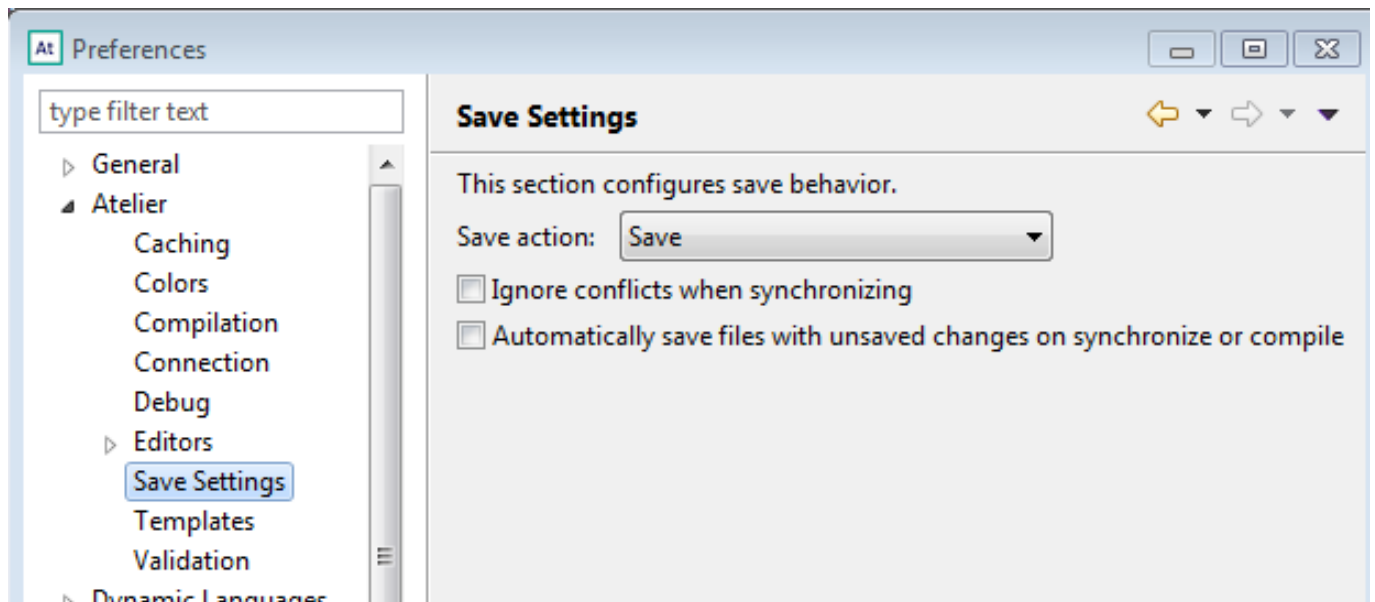 At Preferences
type filter text
General
Atelier
Caching
Colors
Compilation
Connection
Debug
Editors
Save Settings
Templates
Validation
Dynamic Languages
Save Settings
This section configures save behavior.
Save action: Save
Ignore conflicts when synchronizing
Automatically save files with unsaved changes on synchronize or compile